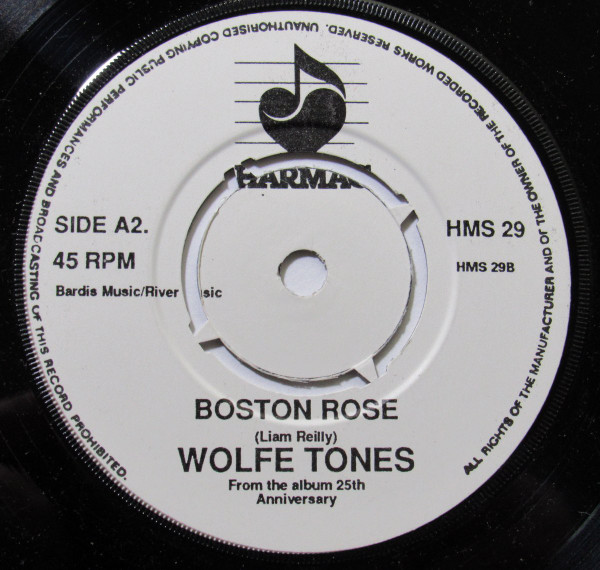 HARMAC
SIDE A2.
45 RPM
Bardis Music/River
HMS 29
HMS 29B
BOSTON ROSE
(Liam Reilly)
WOLFE TONES
From the album 25th
Anniversary
ALL RIGHTS OF THE MANUFACTURER AND OF THE OWNER OF THE RECORDED WORKS RESERVED. UNAUTHORISED COPYING PUBLIC PERFORMANCES AND BROADCASTING OF THIS RECORD PROHIBITED.